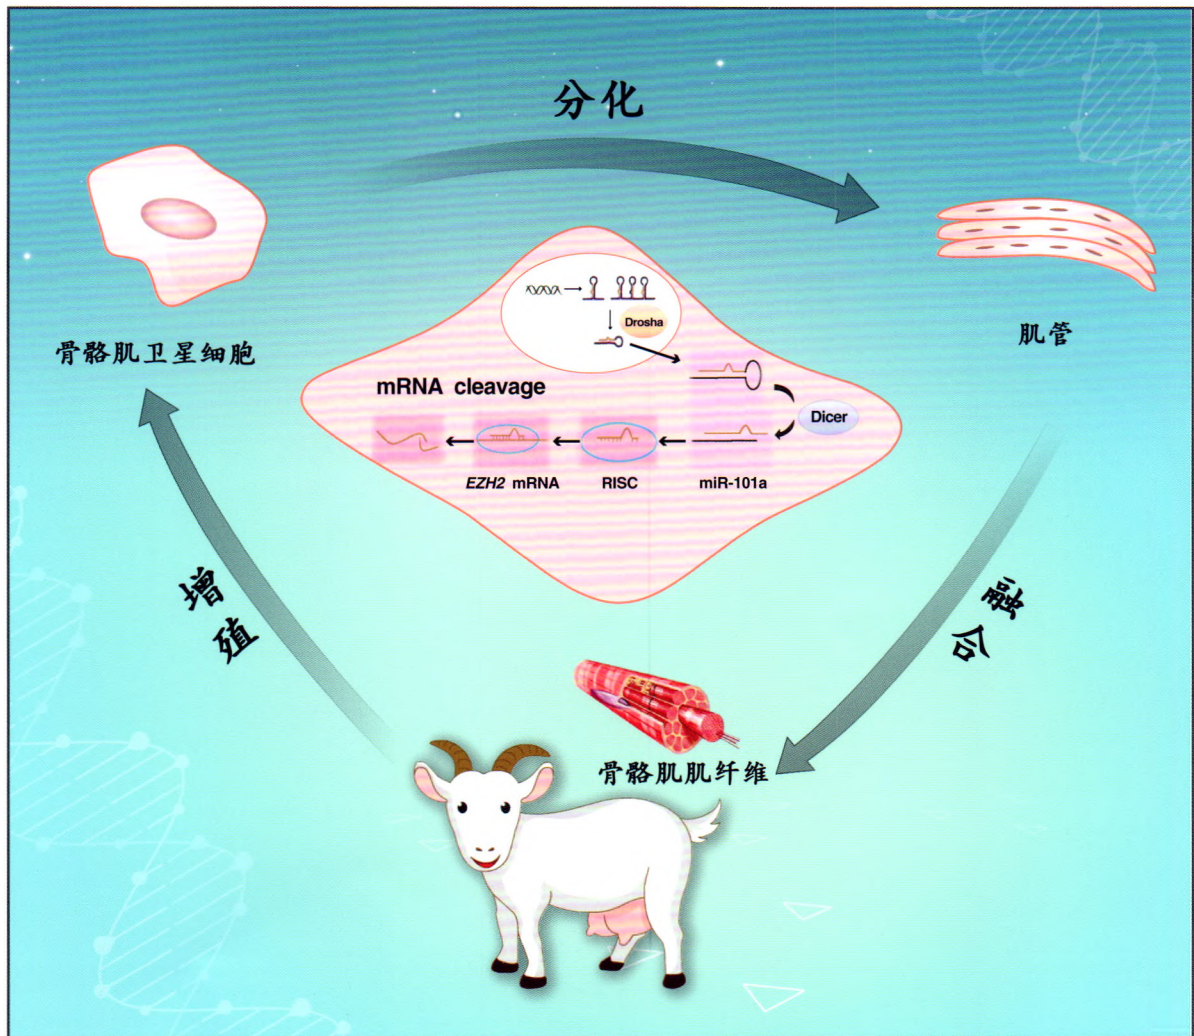 分化
骨骼肌卫星细胞
肌管
Drosha
mRNA cleavage
Dicer
EZH2 mRNA
RISC
miR-101a
增殖
融合
骨骼肌肌纤维